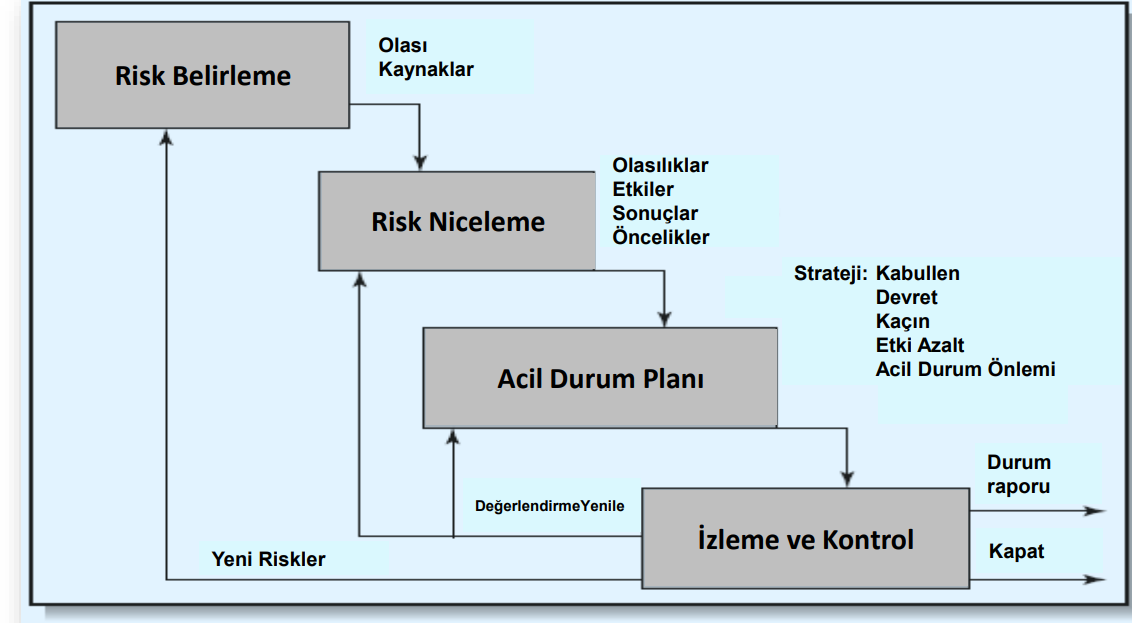 Risk Belirleme
Olası
Kaynaklar
Risk Niceleme
Olasılıklar
Etkiler
Sonuçlar
Öncelikler
Strateji: Kabullen
Devret
Kaçın
Etki Azalt
Acil Durum Önlemi
Acil Durum Planı
Durum
raporu
DeğerlendirmeYenile
İzleme ve Kontrol
Kapat
Yeni Riskler